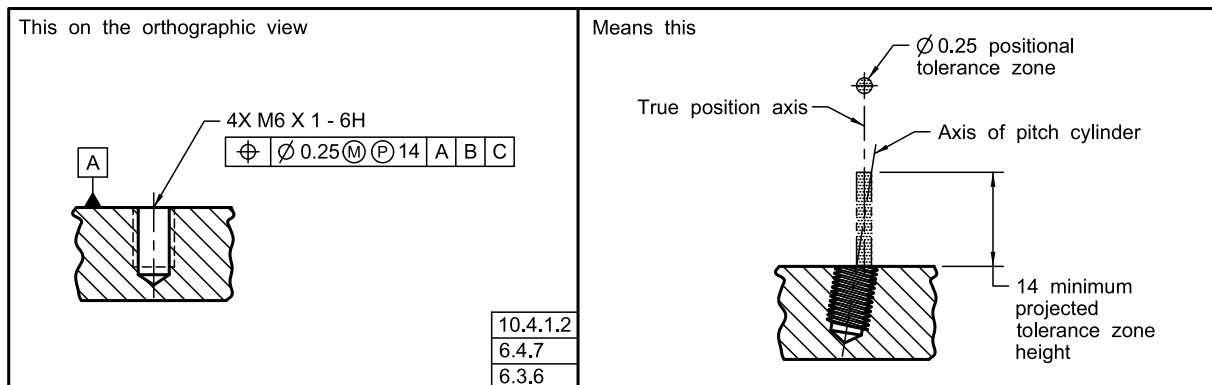 This on the orthographic view
4X M6 X 1 - 6H
⌖ Ø 0.25 Ⓜ Ⓟ 14 A B C
A
10.4.1.2
6.4.7
6.3.6
Means this
Ø 0.25 positional
tolerance zone
True position axis
Axis of pitch cylinder
14 minimum
projected
tolerance zone
height